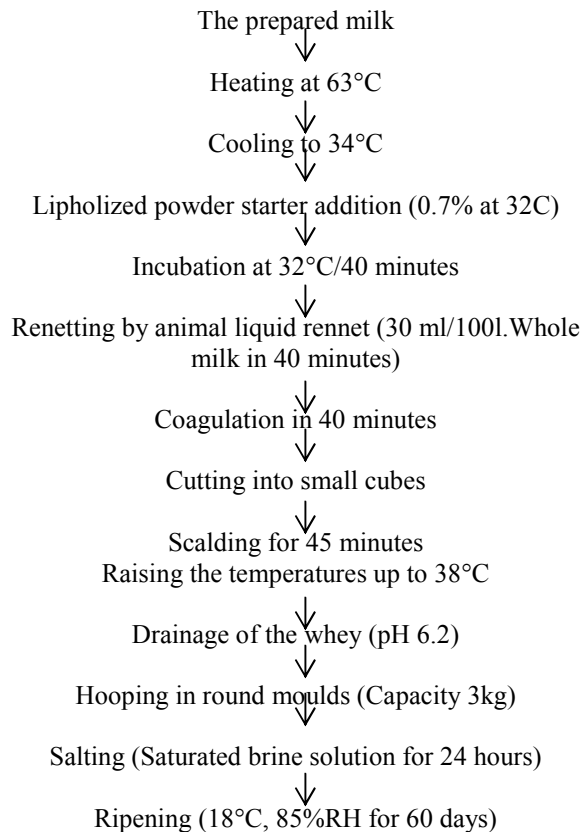 The prepared milk
Heating at 63°C
Cooling to 34°C
Lipholized powder starter addition (0.7% at 32C)
Incubation at 32°C/40 minutes
Renetting by animal liquid rennet (30 ml/100l.Whole
milk in 40 minutes)
Coagulation in 40 minutes
Cutting into small cubes
Scalding for 45 minutes
Raising the temperatures up to 38°C
Drainage of the whey (pH 6.2)
Hooping in round moulds (Capacity 3kg)
Salting (Saturated brine solution for 24 hours)
Ripening (18°C, 85%RH for 60 days)